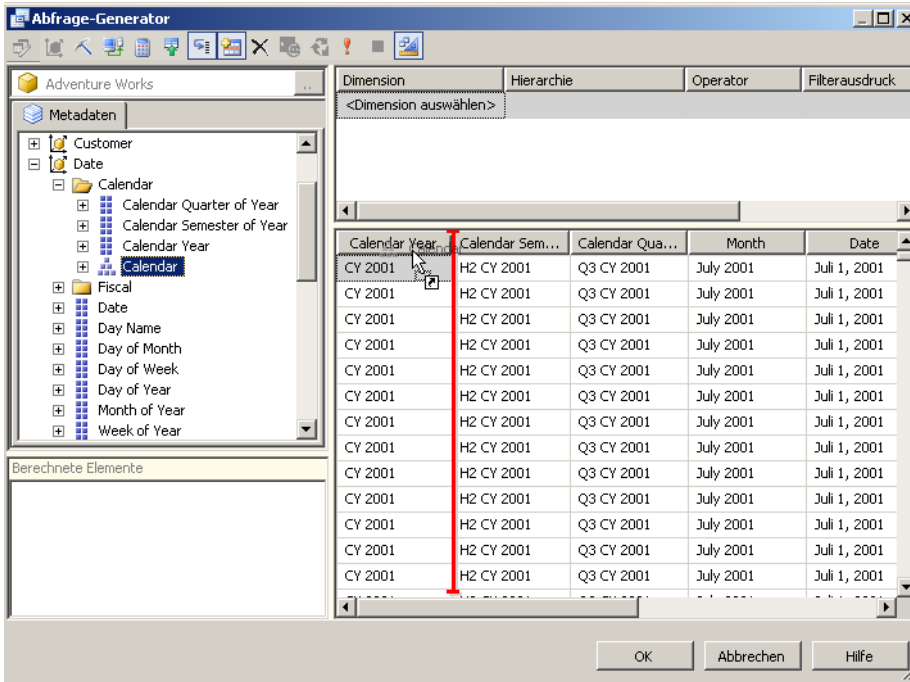 Abfrage-Generator
Adventure Works
..
Metadaten
Customer
Date
Calendar
Calendar Quarter of Year
Calendar Semester of Year
Calendar Year
Calendar
Fiscal
Date
Day Name
Day of Month
Day of Week
Day of Year
Month of Year
Week of Year
Berechnete Elemente
Dimension Hierarchie Operator Filterausdruck
<Dimension auswählen>
Calendar Year Calendar Sem... Calendar Qua... Month Date
Calendar
CY 2001 H2 CY 2001 Q3 CY 2001 July 2001 Juli 1, 2001
CY 2001 H2 CY 2001 Q3 CY 2001 July 2001 Juli 1, 2001
CY 2001 H2 CY 2001 Q3 CY 2001 July 2001 Juli 1, 2001
CY 2001 H2 CY 2001 Q3 CY 2001 July 2001 Juli 1, 2001
CY 2001 H2 CY 2001 Q3 CY 2001 July 2001 Juli 1, 2001
CY 2001 H2 CY 2001 Q3 CY 2001 July 2001 Juli 1, 2001
CY 2001 H2 CY 2001 Q3 CY 2001 July 2001 Juli 1, 2001
CY 2001 H2 CY 2001 Q3 CY 2001 July 2001 Juli 1, 2001
CY 2001 H2 CY 2001 Q3 CY 2001 July 2001 Juli 1, 2001
CY 2001 H2 CY 2001 Q3 CY 2001 July 2001 Juli 1, 2001
CY 2001 H2 CY 2001 Q3 CY 2001 July 2001 Juli 1, 2001
CY 2001 H2 CY 2001 Q3 CY 2001 July 2001 Juli 1, 2001
CY 2001 H2 CY 2001 Q3 CY 2001 July 2001 Juli 1, 2001
OK Abbrechen Hilfe